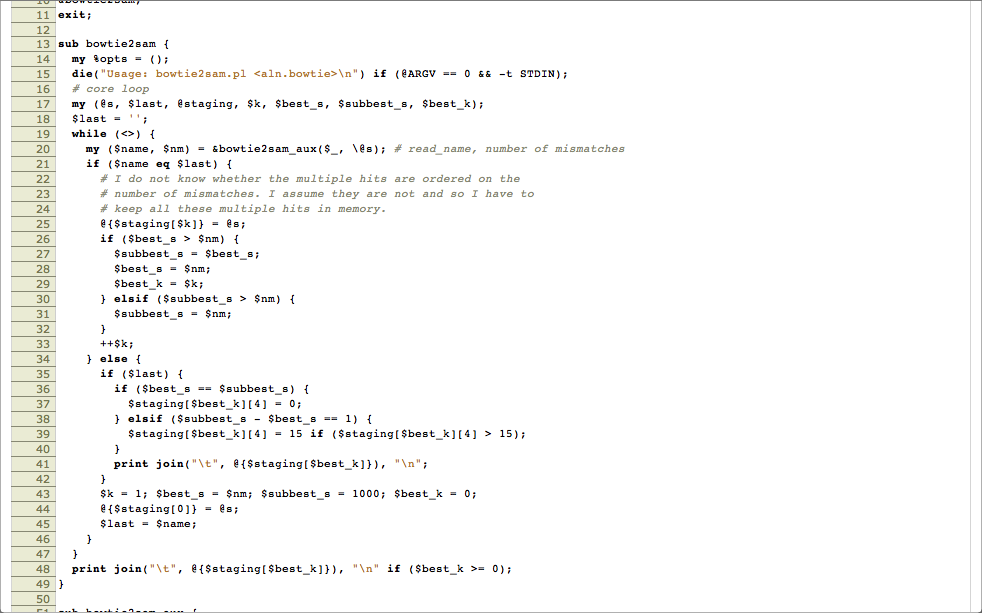 11 exit;
12
13 sub bowtie2sam {
14   my %opts = ();
15   die("Usage: bowtie2sam.pl <aln.bowtie>\n") if (@ARGV == 0 && -t STDIN);
16   # core loop
17   my (@s, $last, @staging, $k, $best_s, $subbest_s, $best_k);
18   $last = '';
19   while (<>) {
20     my ($name, $nm) = &bowtie2sam_aux($_, \@s); # read_name, number of mismatches
21     if ($name eq $last) {
22       # I do not know whether the multiple hits are ordered on the
23       # number of mismatches. I assume they are not and so I have to
24       # keep all these multiple hits in memory.
25       @{$staging[$k]} = @s;
26       if ($best_s > $nm) {
27         $subbest_s = $best_s;
28         $best_s = $nm;
29         $best_k = $k;
30       } elsif ($subbest_s > $nm) {
31         $subbest_s = $nm;
32       }
33       ++$k;
34     } else {
35       if ($last) {
36         if ($best_s == $subbest_s) {
37           $staging[$best_k][4] = 0;
38         } elsif ($subbest_s - $best_s == 1) {
39           $staging[$best_k][4] = 15 if ($staging[$best_k][4] > 15);
40         }
41         print join("\t", @{$staging[$best_k]}), "\n";
42       }
43       $k = 1; $best_s = $nm; $subbest_s = 1000; $best_k = 0;
44       @{$staging[0]} = @s;
45       $last = $name;
46     }
47   }
48   print join("\t", @{$staging[$best_k]}), "\n" if ($best_k >= 0);
49 }
50